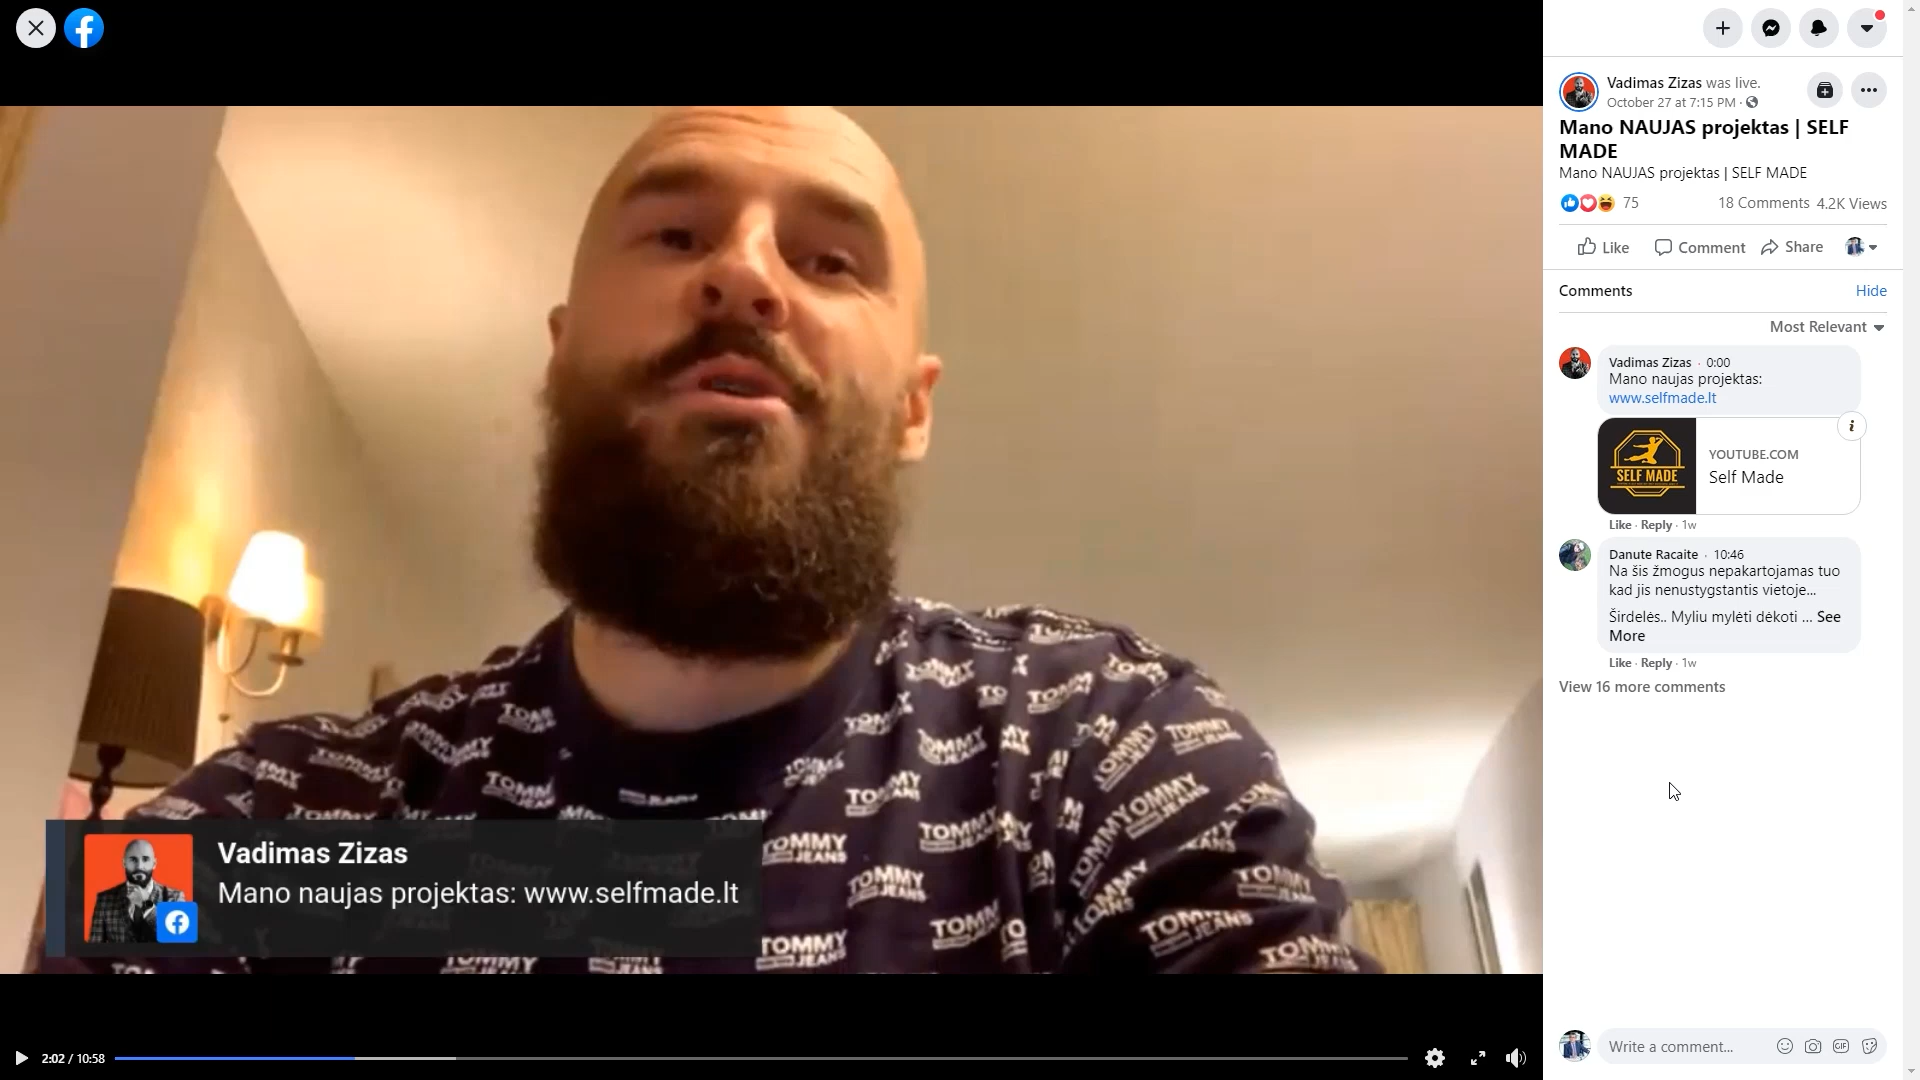 Vadimas Zizas was live.
October 27 at 7:15 PM ·
Mano NAUJAS projektas | SELF
MADE
Mano NAUJAS projektas | SELF MADE
75
18 Comments 4.2K Views
Like
Comment
Share
Comments
Hide
Most Relevant
Vadimas Zizas · 0:00
Mano naujas projektas:
www.selfmade.lt
SELF MADE
YOUTUBE.COM
Self Made
Like · Reply · 1w
Danute Racaite · 10:46
Na šis žmogus nepakartojamas tuo
kad jis nenustygstantis vietoje...
Širdelės.. Myliu mylėti dėkoti ... See
More
Like · Reply · 1w
View 16 more comments
Write a comment...
GIF
TOMMY
JEANS
Vadimas Zizas
Mano naujas projektas: www.selfmade.lt
2:02 / 10:58